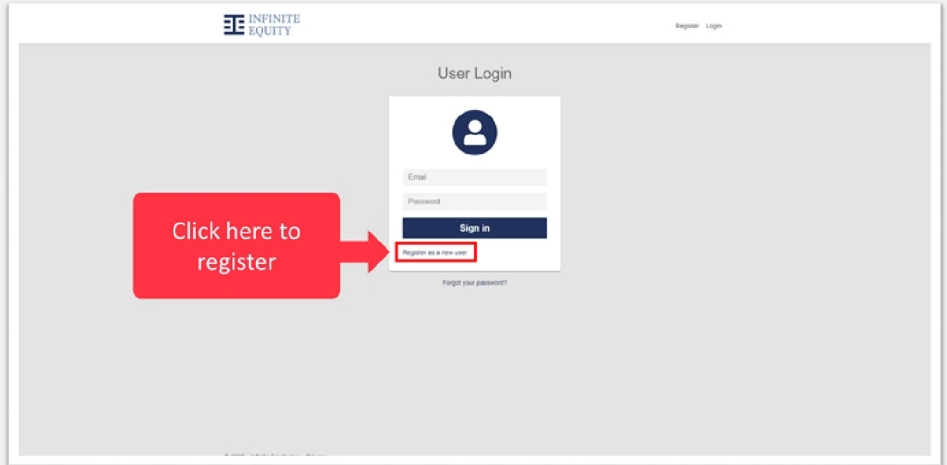 INFINITE
EQUITY
Register Login
User Login
Email
Password
Sign in
Click here to
register
Register as a new user
Forgot your password?